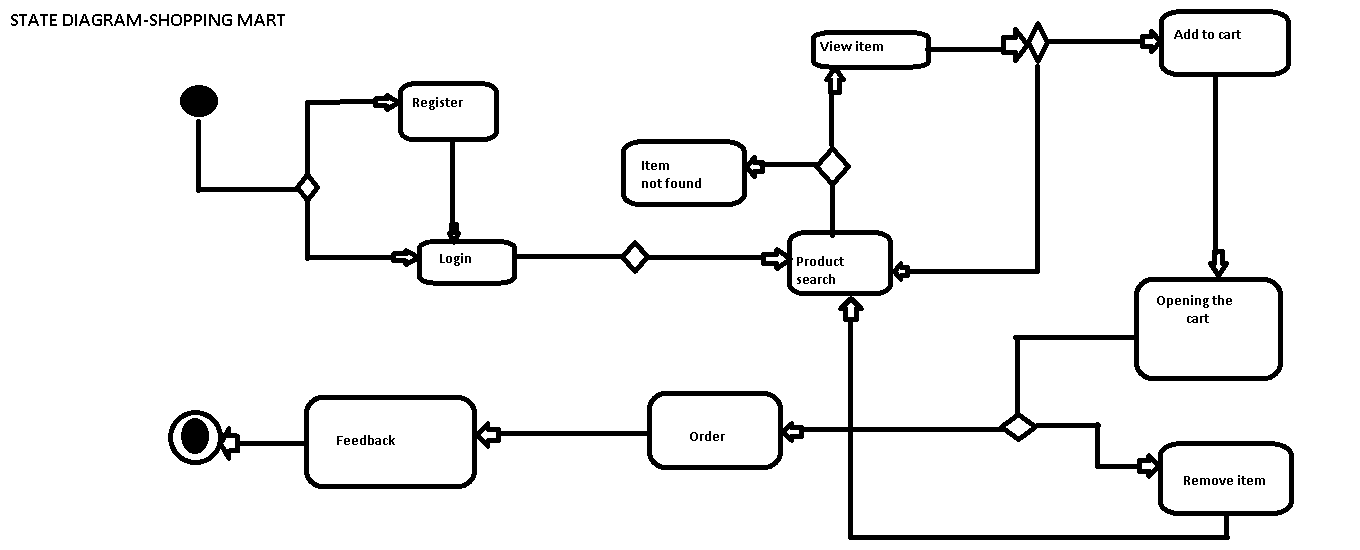 STATE DIAGRAM-SHOPPING MART
View item
Add to cart
Register
Item
not found
Login
Product
search
Opening the
cart
Feedback
Order
Remove item